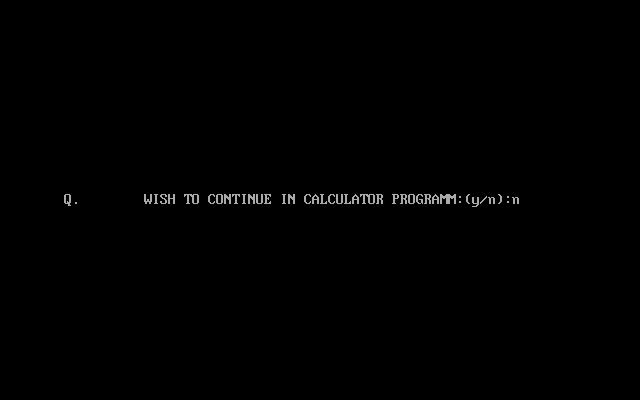 Q. WISH TO CONTINUE IN CALCULATOR PROGRAMM:(y/n):n